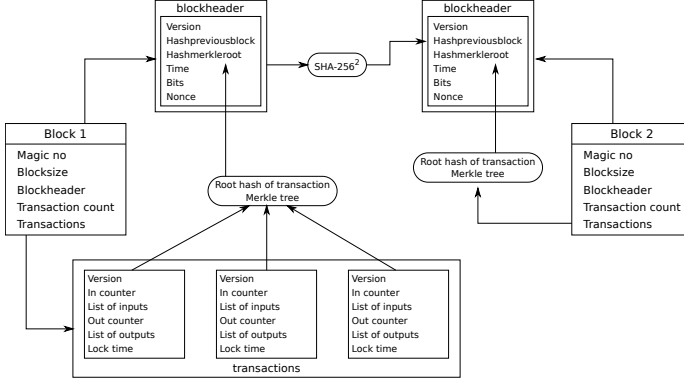 blockheader
Version
Hashpreviousblock
Hashmerkleroot
Time
Bits
Nonce
SHA-256²
blockheader
Version
Hashpreviousblock
Hashmerkleroot
Time
Bits
Nonce
Block 1
Magic no
Blocksize
Blockheader
Transaction count
Transactions
Root hash of transaction
Merkle tree
Root hash of transaction
Merkle tree
Block 2
Magic no
Blocksize
Blockheader
Transaction count
Transactions
Version
In counter
List of inputs
Out counter
List of outputs
Lock time
Version
In counter
List of inputs
Out counter
List of outputs
Lock time
Version
In counter
List of inputs
Out counter
List of outputs
Lock time
transactions